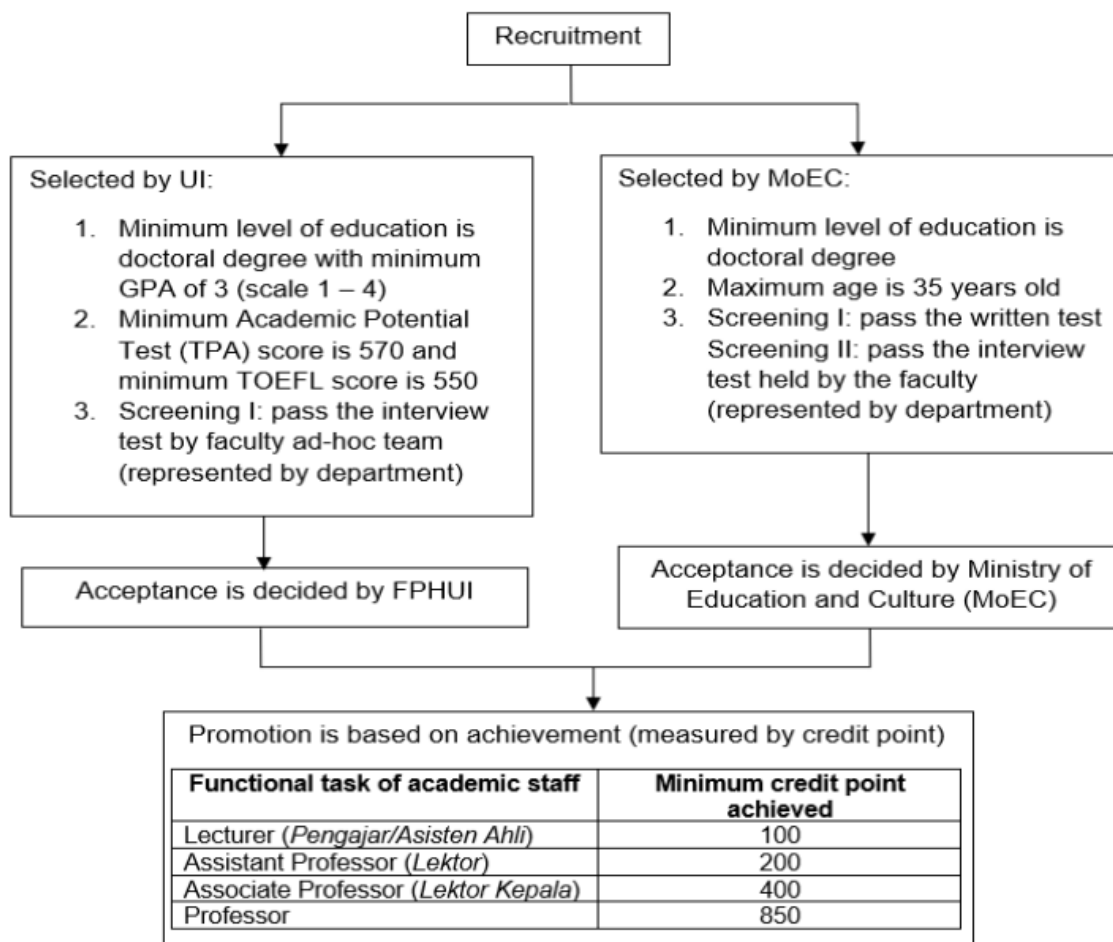 Recruitment
Selected by UI:
1. Minimum level of education is
doctoral degree with minimum
GPA of 3 (scale 1 – 4)
2. Minimum Academic Potential
Test (TPA) score is 570 and
minimum TOEFL score is 550
3. Screening I: pass the interview
test by faculty ad-hoc team
(represented by department)
Selected by MoEC:
1. Minimum level of education is
doctoral degree
2. Maximum age is 35 years old
3. Screening I: pass the written test
Screening II: pass the interview
test held by the faculty
(represented by department)
Acceptance is decided by FPHUI
Acceptance is decided by Ministry of
Education and Culture (MoEC)
Promotion is based on achievement (measured by credit point)
Functional task of academic staff Minimum credit point
achieved
Lecturer (Pengajar/Asisten Ahli) 100
Assistant Professor (Lektor) 200
Associate Professor (Lektor Kepala) 400
Professor 850